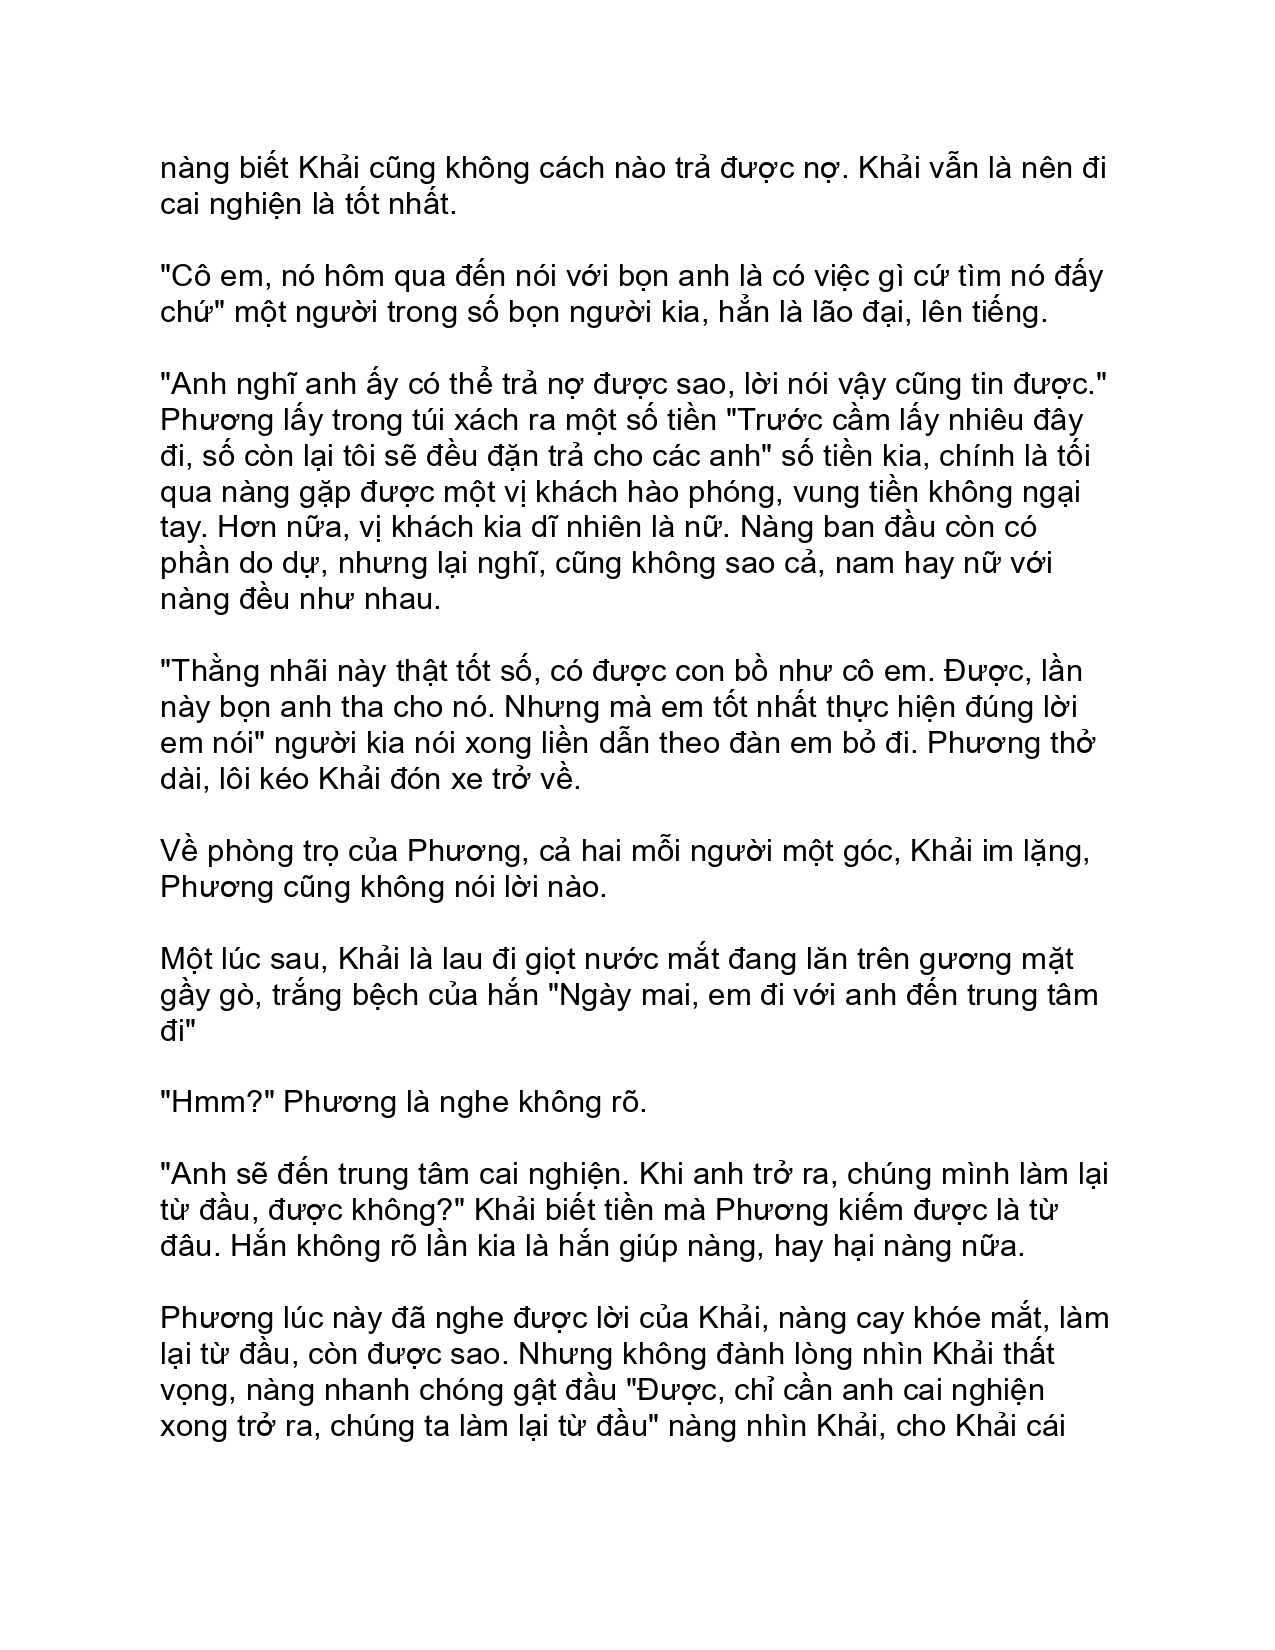 nàng biết Khải cũng không cách nào trả được nợ. Khải vẫn là nên đi
cai nghiện là tốt nhất.
"Cô em, nó hôm qua đến nói với bọn anh là có việc gì cứ tìm nó đấy
chứ" một người trong số bọn người kia, hẳn là lão đại, lên tiếng.
"Anh nghĩ anh ấy có thể trả nợ được sao, lời nói vậy cũng tin được."
Phương lấy trong túi xách ra một số tiền "Trước cầm lấy nhiêu đây
đi, số còn lại tôi sẽ đều đặn trả cho các anh" số tiền kia, chính là tối
qua nàng gặp được một vị khách hào phóng, vung tiền không ngại
tay. Hơn nữa, vị khách kia dĩ nhiên là nữ. Nàng ban đầu còn có
phần do dự, nhưng lại nghĩ, cũng không sao cả, nam hay nữ với
nàng đều như nhau.
"Thằng nhãi này thật tốt số, có được con bồ như cô em. Được, lần
này bọn anh tha cho nó. Nhưng mà em tốt nhất thực hiện đúng lời
em nói" người kia nói xong liền dẫn theo đàn em bỏ đi. Phương thở
dài, lôi kéo Khải đón xe trở về.
Về phòng trọ của Phương, cả hai mỗi người một góc, Khải im lặng,
Phương cũng không nói lời nào.
Một lúc sau, Khải là lau đi giọt nước mắt đang lăn trên gương mặt
gầy gò, trắng bệch của hắn "Ngày mai, em đi với anh đến trung tâm
đi"
"Hmm?" Phương là nghe không rõ.
"Anh sẽ đến trung tâm cai nghiện. Khi anh trở ra, chúng mình làm lại
từ đầu, được không?" Khải biết tiền mà Phương kiếm được là từ
đâu. Hắn không rõ lần kia là hắn giúp nàng, hay hại nàng nữa.
Phương lúc này đã nghe được lời của Khải, nàng cay khóe mắt, làm
lại từ đầu, còn được sao. Nhưng không đành lòng nhìn Khải thất
vọng, nàng nhanh chóng gật đầu "Được, chỉ cần anh cai nghiện
xong trở ra, chúng ta làm lại từ đầu" nàng nhìn Khải, cho Khải cái